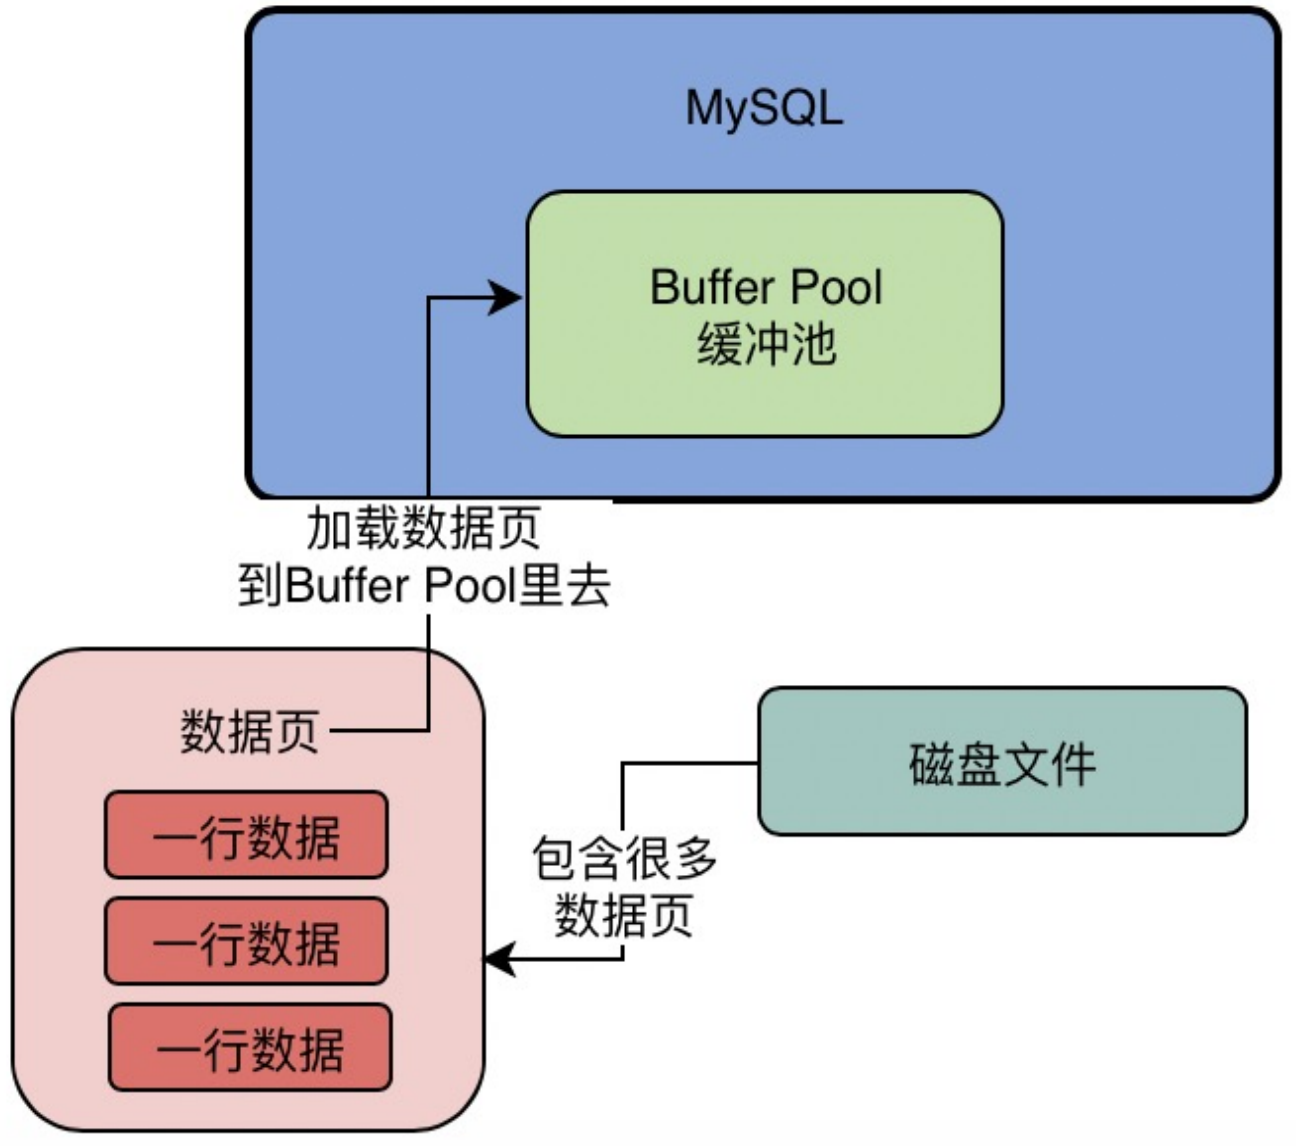 MySQL
Buffer Pool
缓冲池
加载数据页
到Buffer Pool里去
数据页
一行数据
一行数据
一行数据
磁盘文件
包含很多
数据页